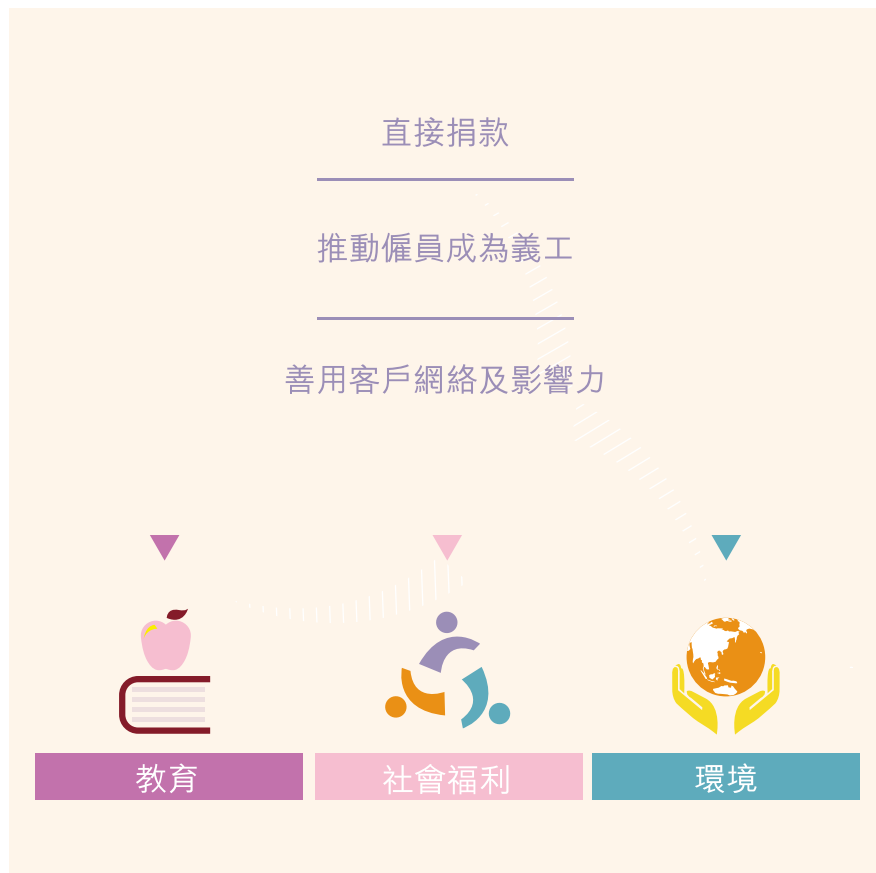 直接捐款
推動僱員成為義工
善用客戶網絡及影響力
教育
社會福利
環境